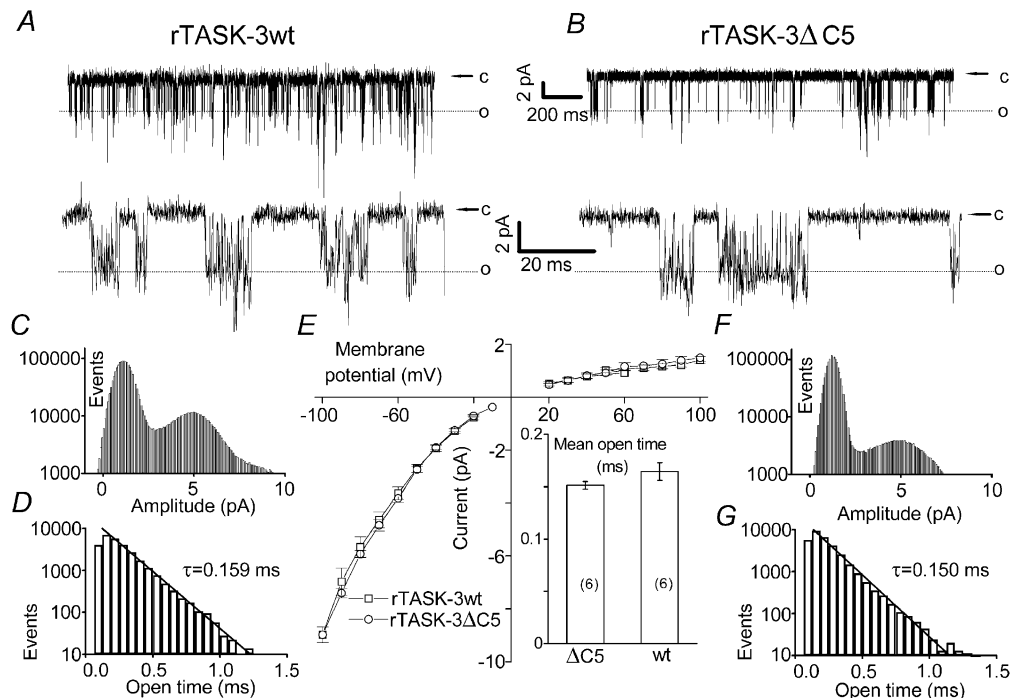 A
rTASK-3wt
B
rTASK-3Δ C5
c
o
2 pA
200 ms
c
o
c
o
2 pA
20 ms
c
o
C
100000
10000
1000
Events
0
5
10
Amplitude (pA)
D
10000
1000
100
10
Events
τ=0.159 ms
0.0
0.5
1.0
1.5
Open time (ms)
E
Membrane
potential (mV)
-100
-60
-20
20
60
100
2
-2
-6
-10
Current (pA)
rTASK-3wt
rTASK-3ΔC5
0.2
0.1
0
Mean open time
(ms)
(6)
(6)
ΔC5
wt
F
100000
10000
1000
Events
0
5
10
Amplitude (pA)
G
10000
1000
100
10
Events
τ=0.150 ms
0.0
0.5
1.0
1.5
Open time (ms)